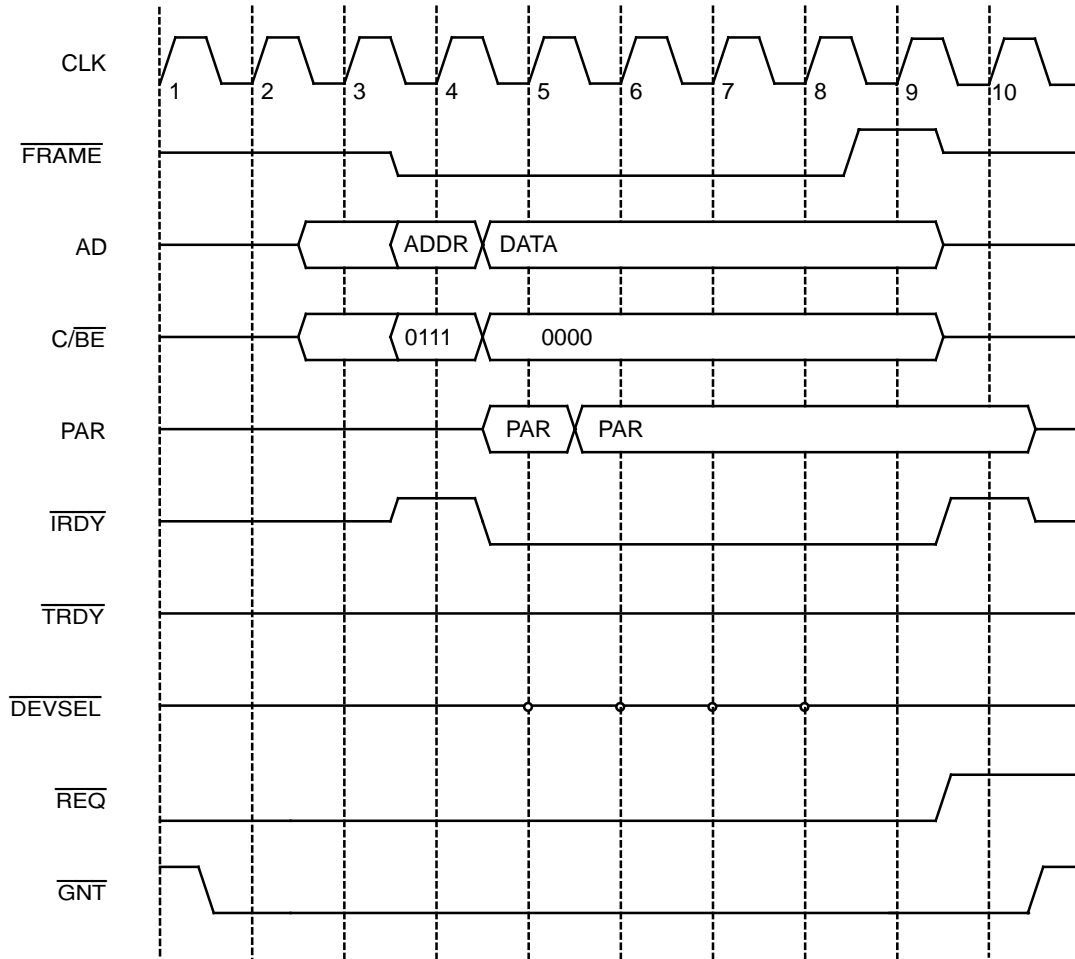 CLK
1 2 3 4 5 6 7 8 9 10
FRAME
AD ADDR DATA
C/BE 0111 0000
PAR PAR PAR
IRDY
TRDY
DEVSEL
REQ
GNT